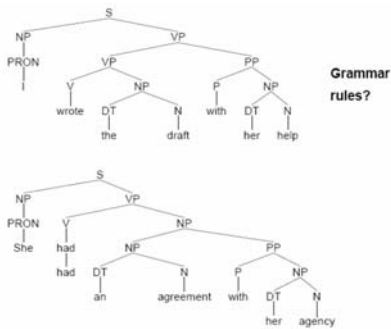 S
NP VP
PRON VP PP
I V NP P NP
wrote DT N with DT N
the draft her help
Grammar
rules?
S
NP VP
PRON V NP
She had NP PP
had DT N P NP
an agreement with DT N
her agency